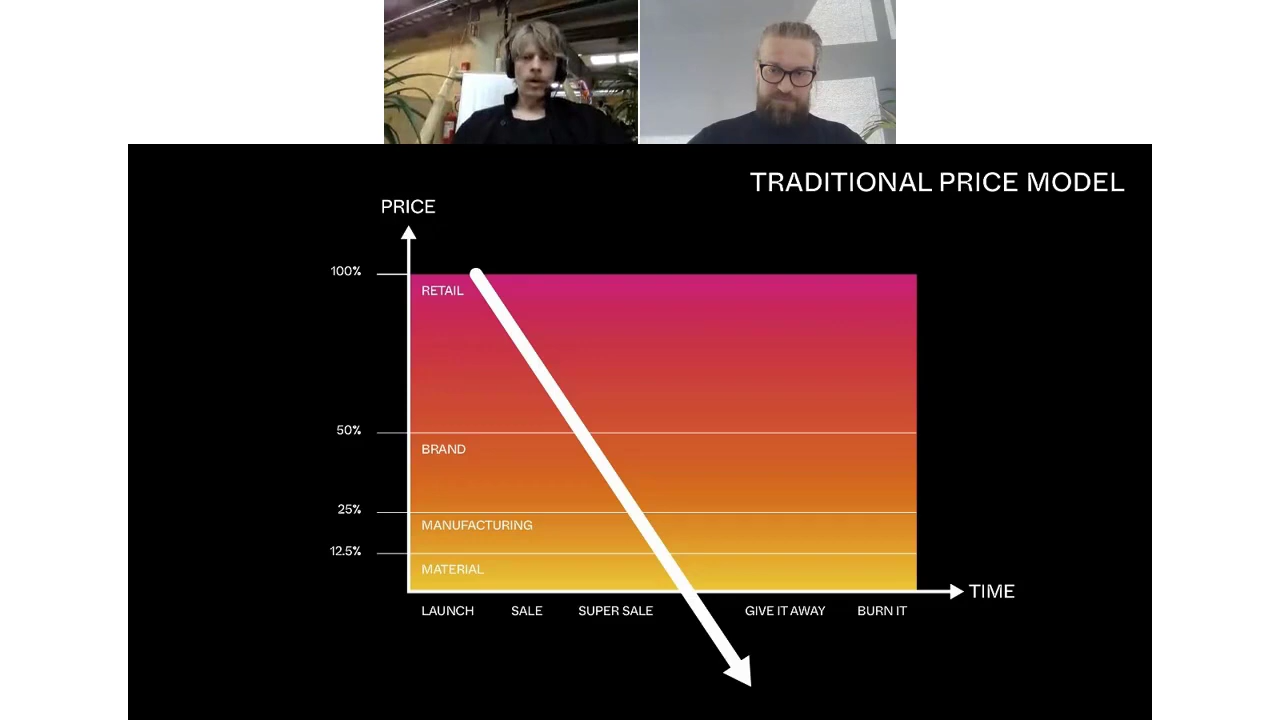 TRADITIONAL PRICE MODEL
PRICE
100%
RETAIL
50%
BRAND
25%
MANUFACTURING
12.5%
MATERIAL
TIME
LAUNCH SALE SUPER SALE GIVE IT AWAY BURN IT